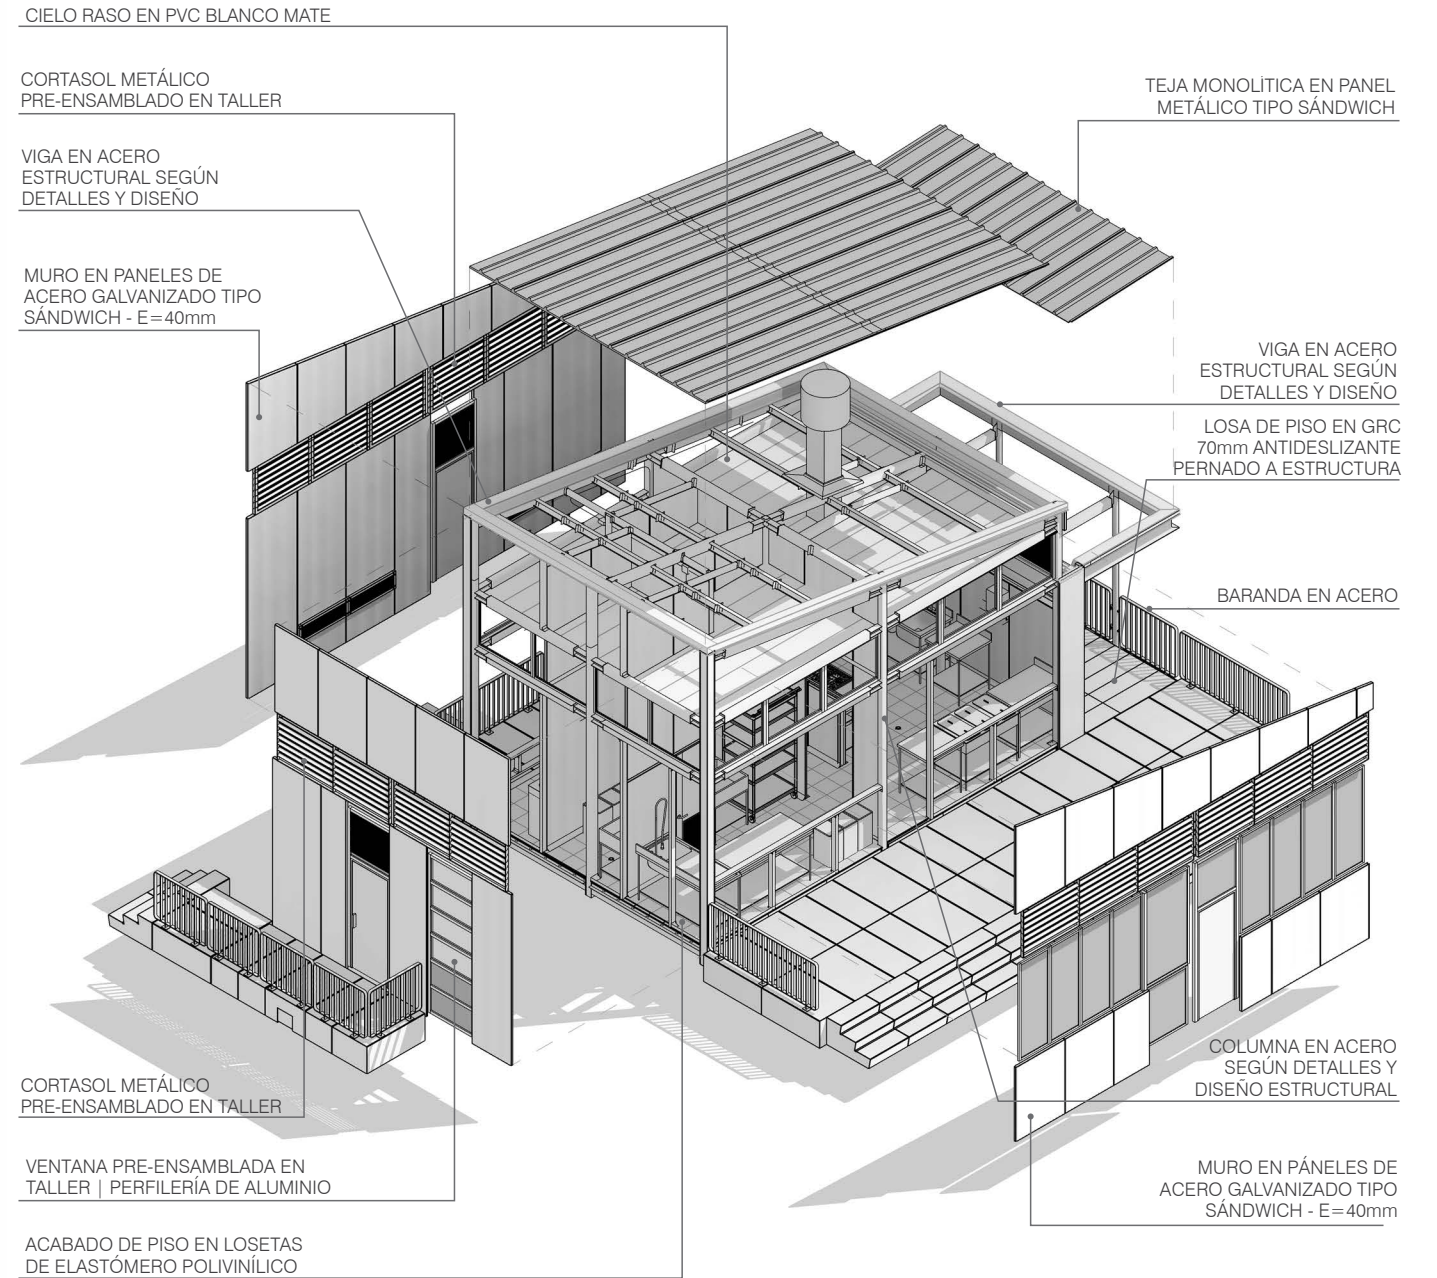 CIELO RASO EN PVC BLANCO MATE
CORTASOL METÁLICO
PRE-ENSAMBLADO EN TALLER
VIGA EN ACERO
ESTRUCTURAL SEGÚN
DETALLES Y DISEÑO
MURO EN PANELES DE
ACERO GALVANIZADO TIPO
SÁNDWICH - E=40mm
TEJA MONOLÌTICA EN PANEL
METÁLICO TIPO SÁNDWICH
VIGA EN ACERO
ESTRUCTURAL SEGÚN
DETALLES Y DISEÑO
LOSA DE PISO EN GRC
70mm ANTIDESLIZANTE
PERNADO A ESTRUCTURA
BARANDA EN ACERO
COLUMNA EN ACERO
SEGÚN DETALLES Y
DISEÑO ESTRUCTURAL
MURO EN PÁNELES DE
ACERO GALVANIZADO TIPO
SÁNDWICH - E=40mm
CORTASOL METÁLICO
PRE-ENSAMBLADO EN TALLER
VENTANA PRE-ENSAMBLADA EN
TALLER | PERFILERÍA DE ALUMINIO
ACABADO DE PISO EN LOSETAS
DE ELASTÓMERO POLIVINÍLICO